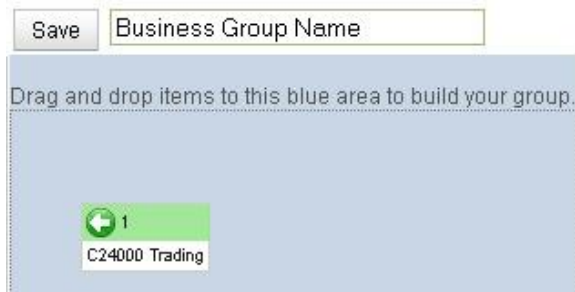 Save Business Group Name
Drag and drop items to this blue area to build your group.
1
C24000 Trading